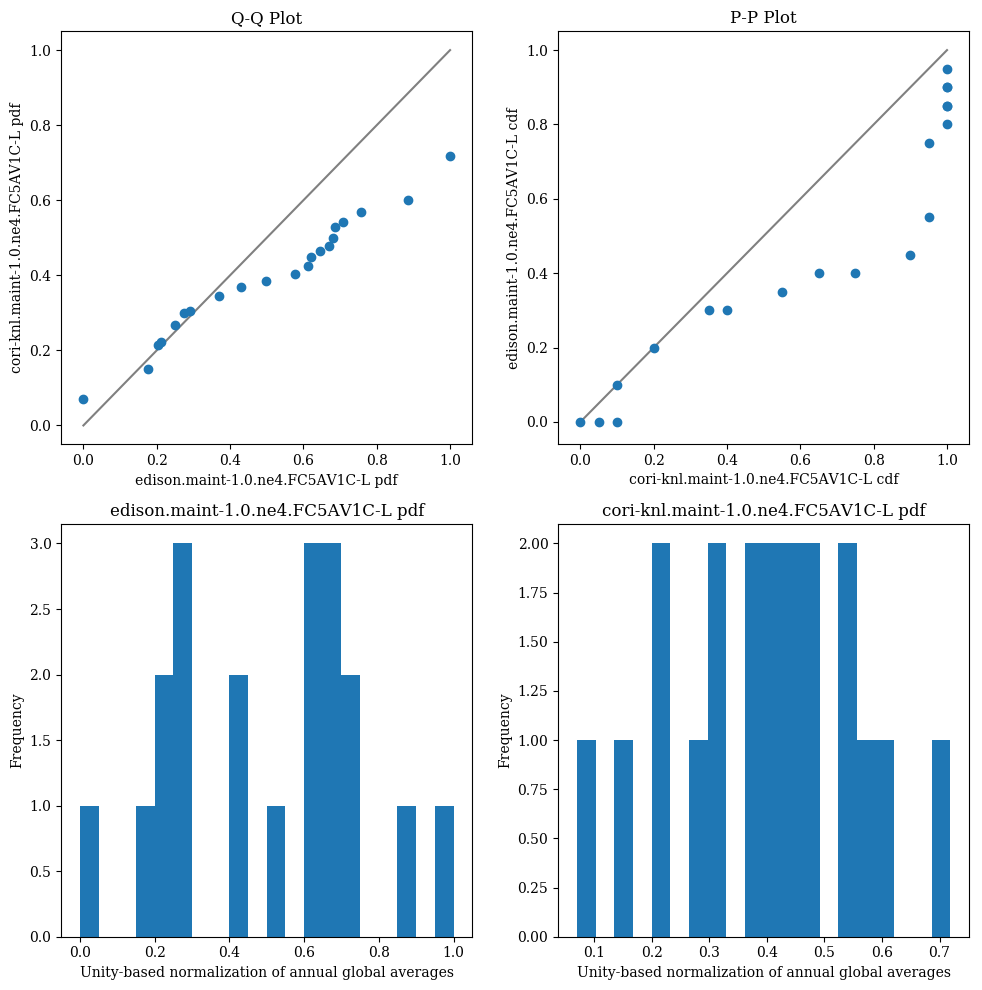 Q-Q Plot
1.0
0.8
0.6
0.4
0.2
0.0
cori-knl.maint-1.0.ne4.FC5AV1C-L pdf
0.0 0.2 0.4 0.6 0.8 1.0
edison.maint-1.0.ne4.FC5AV1C-L pdf
P-P Plot
1.0
0.8
0.6
0.4
0.2
0.0
edison.maint-1.0.ne4.FC5AV1C-L cdf
0.0 0.2 0.4 0.6 0.8 1.0
cori-knl.maint-1.0.ne4.FC5AV1C-L cdf
edison.maint-1.0.ne4.FC5AV1C-L pdf
3.0
2.5
2.0
1.5
1.0
0.5
0.0
Frequency
0.0 0.2 0.4 0.6 0.8 1.0
Unity-based normalization of annual global averages
cori-knl.maint-1.0.ne4.FC5AV1C-L pdf
2.00
1.75
1.50
1.25
1.00
0.75
0.50
0.25
0.00
Frequency
0.1 0.2 0.3 0.4 0.5 0.6 0.7
Unity-based normalization of annual global averages